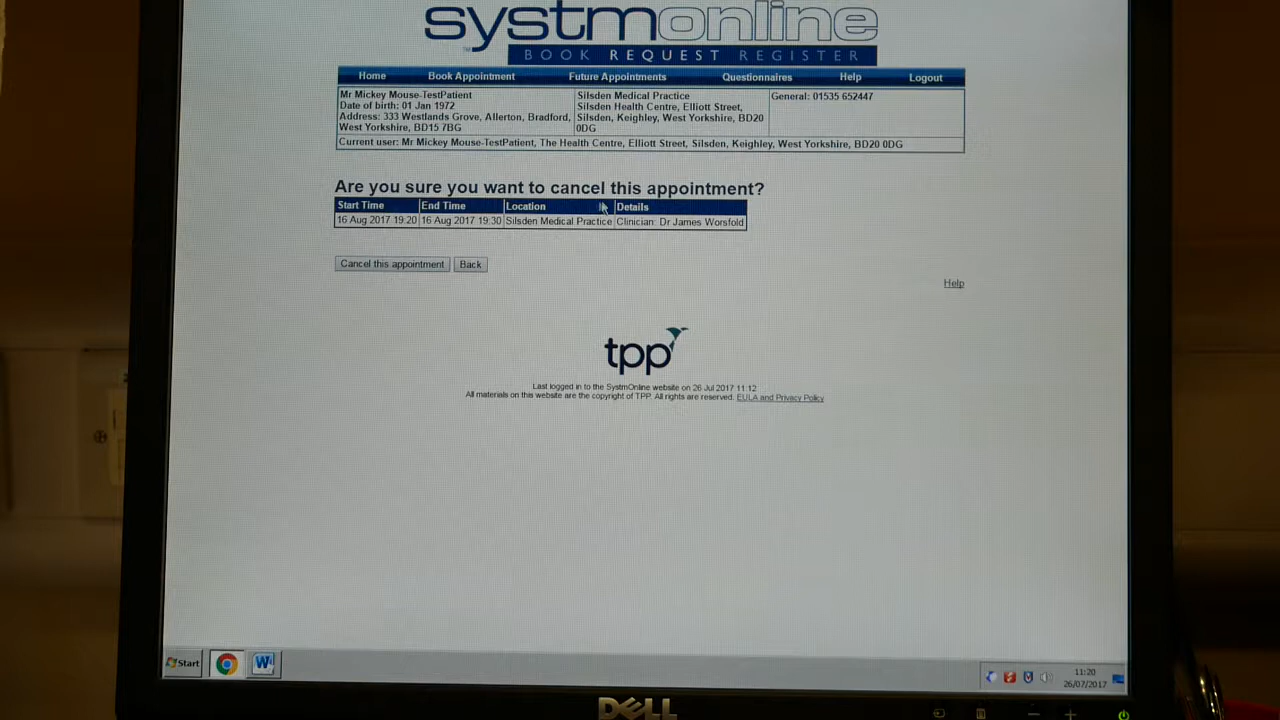 systmonline
BOOK REQUEST REGISTER
Home Book Appointment Future Appointments Questionnaires Help Logout
Mr Mickey Mouse-TestPatient
Date of birth: 01 Jan 1972
Address: 333 Westlands Grove, Allerton, Bradford,
West Yorkshire, BD15 7BG
Silsden Medical Practice
Silsden Health Centre, Elliott Street,
Silsden, Keighley, West Yorkshire, BD20
0DG
General: 01535 652447
Current user: Mr Mickey Mouse-TestPatient, The Health Centre, Elliott Street, Silsden, Keighley, West Yorkshire, BD20 0DG
Are you sure you want to cancel this appointment?
Start Time End Time Location Details
16 Aug 2017 19:20 16 Aug 2017 19:30 Silsden Medical Practice Clinician: Dr James Worsfold
Cancel this appointment Back
Help
tpp
Last logged in to the SystmOnline website on 26 Jul 2017 11:12
All materials on this website are the copyright of TPP. All rights are reserved. EULA and Privacy Policy
Start W 11:20
26/07/2017
DELL